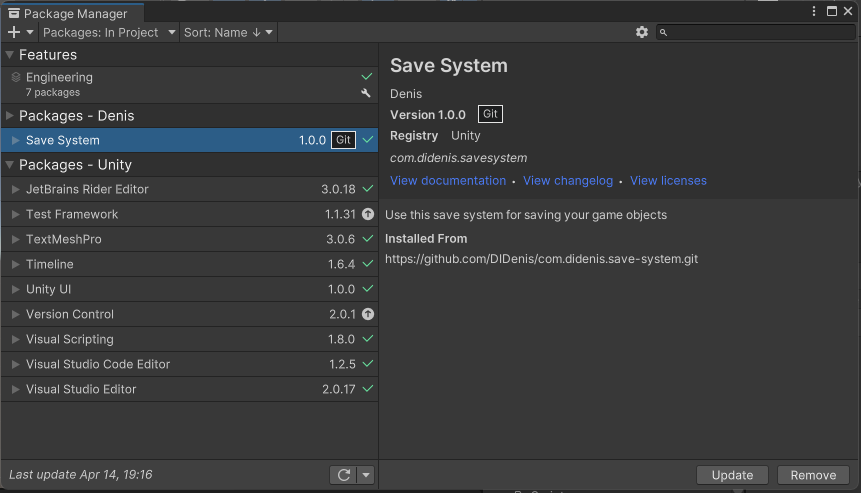 Package Manager
Packages: In Project Sort: Name ↓
Features
Engineering
7 packages
Packages - Denis
Save System 1.0.0 Git
Packages - Unity
JetBrains Rider Editor 3.0.18
Test Framework 1.1.31
TextMeshPro 3.0.6
Timeline 1.6.4
Unity UI 1.0.0
Version Control 2.0.1
Visual Scripting 1.8.0
Visual Studio Code Editor 1.2.5
Visual Studio Editor 2.0.17
Last update Apr 14, 19:16
Save System
Denis
Version 1.0.0 Git
Registry Unity
com.didenis.savesystem
View documentation • View changelog • View licenses
Use this save system for saving your game objects
Installed From
https://github.com/DIDenis/com.didenis.save-system.git
Update Remove